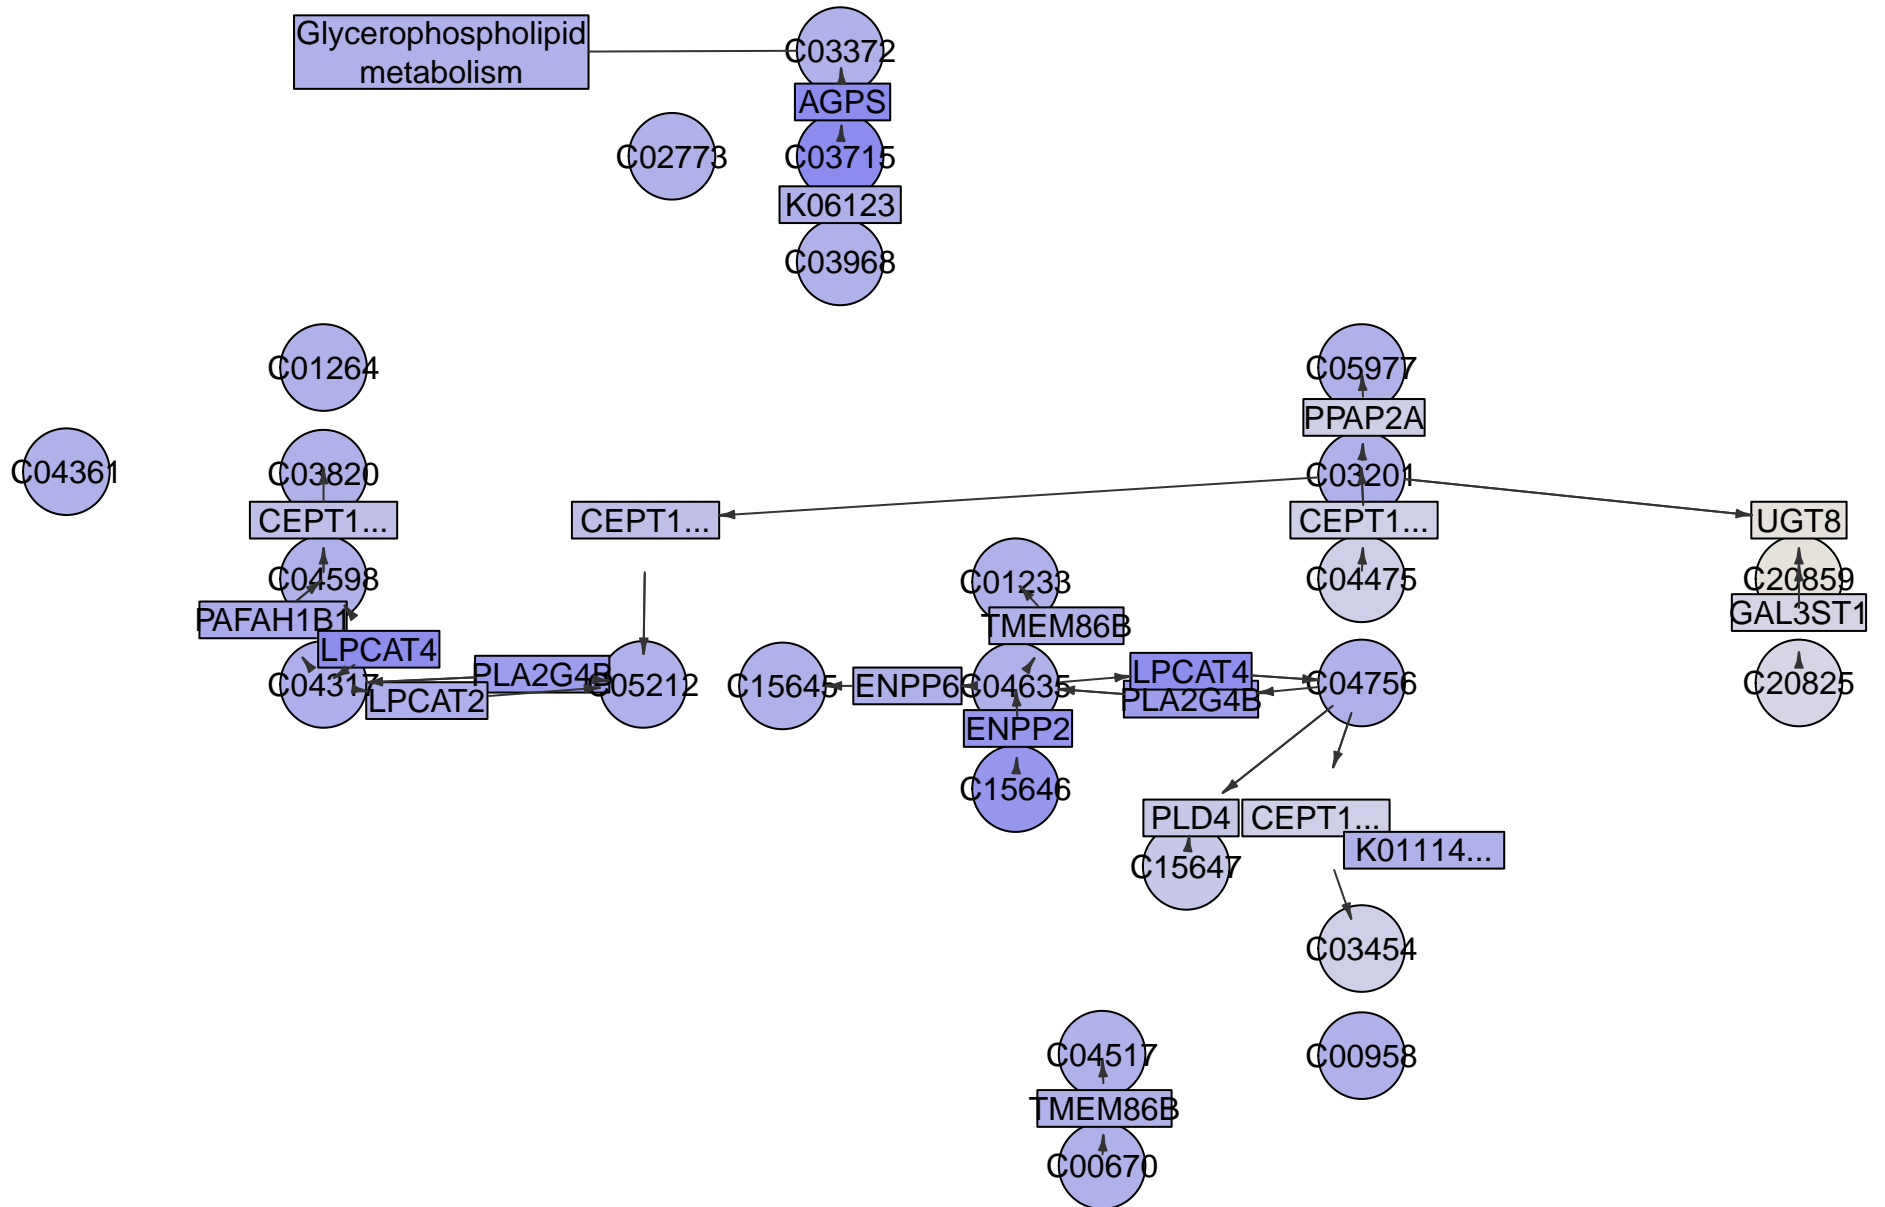 Glycerophospholipid
metabolism
C03372
AGPS
C02773
C03715
K06123
C03968
C01264
C05977
PPAP2A
C04361
C03820
C03201
CEPT1...
CEPT1...
CEPT1...
UGT8
C04598
C01233
C04475
C20859
PAFAH1B1
TMEM86B
GAL3ST1
LPCAT4
C04317
PLA2G4B
C05212
LPCAT2
C15645
ENPP6
C04635
LPCAT4
PLA2G4B
C04756
C20825
ENPP2
C15646
PLD4
CEPT1...
K01114...
C15647
C03454
C04517
C00958
TMEM86B
C00670